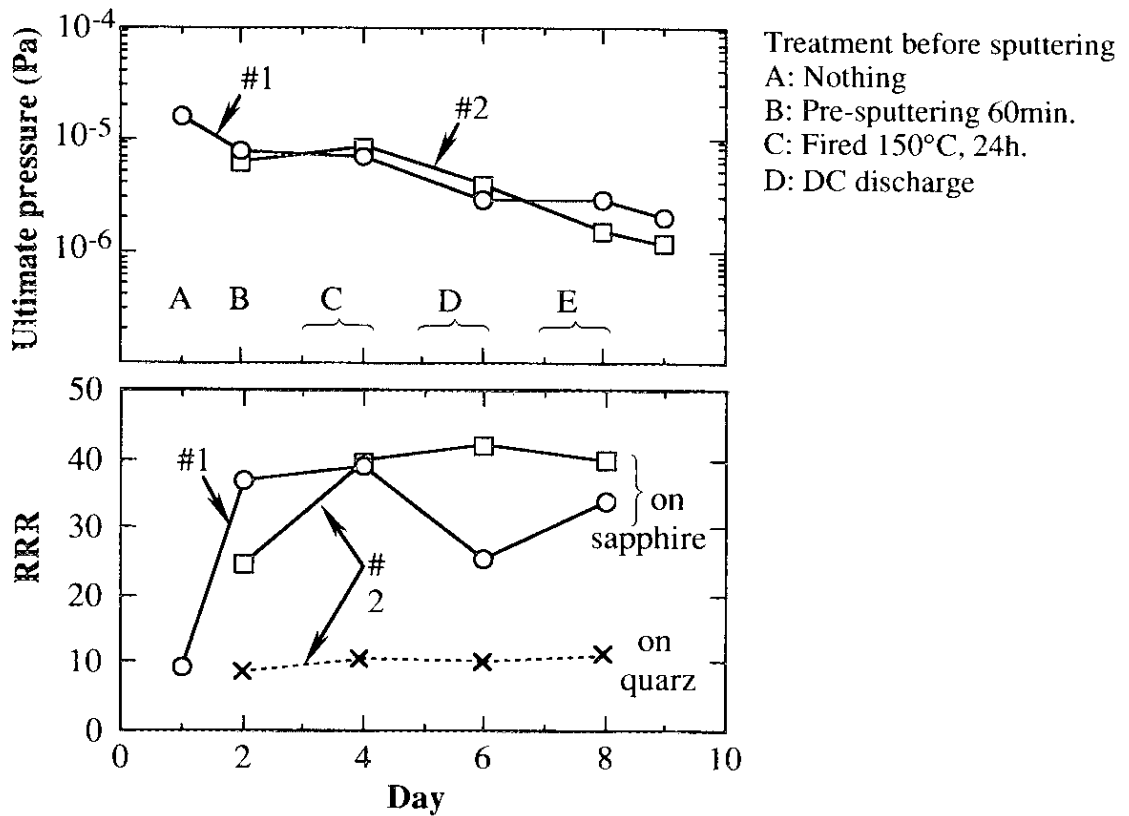 10⁻⁴
10⁻⁵
10⁻⁶
Ultimate pressure (Pa)
#1
#2
A B C D E
Treatment before sputtering
A: Nothing
B: Pre-sputtering 60min.
C: Fired 150°C, 24h.
D: DC discharge
50
40
30
20
10
0
RRR
#1
#
2
on
sapphire
on
quarz
0 2 4 6 8 10
Day